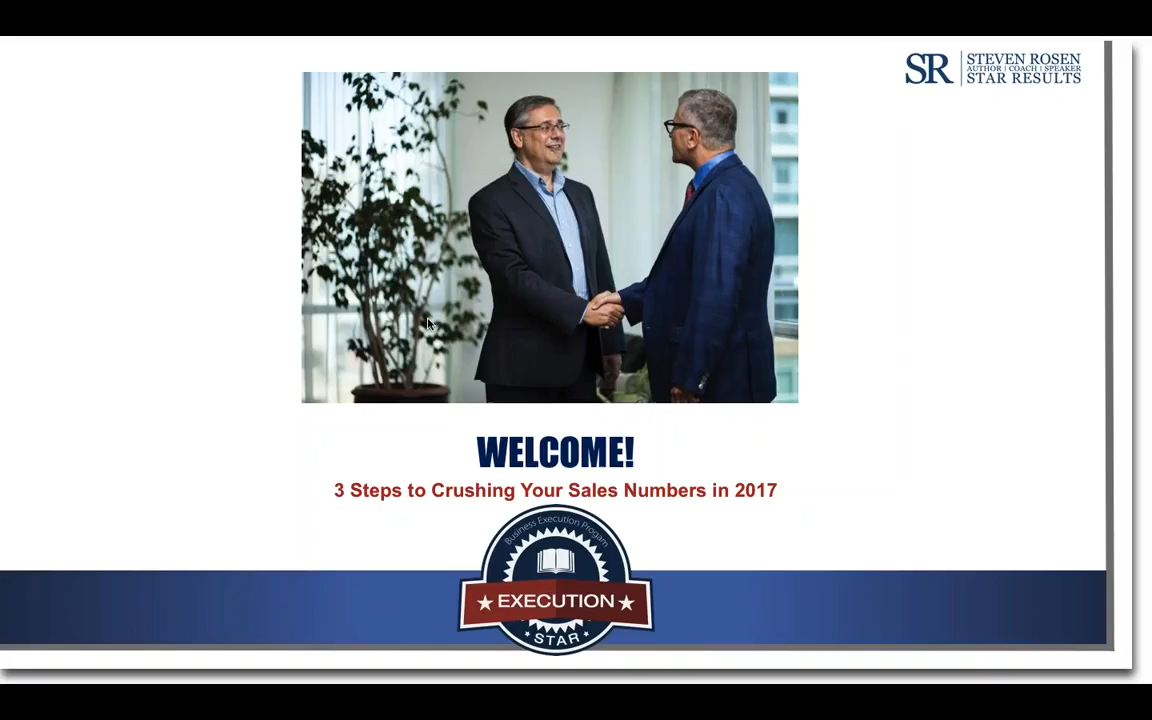 SR
STEVEN ROSEN
AUTHOR | COACH | SPEAKER
STAR RESULTS
WELCOME!
3 Steps to Crushing Your Sales Numbers in 2017
Business Execution Progam
EXECUTION
STAR